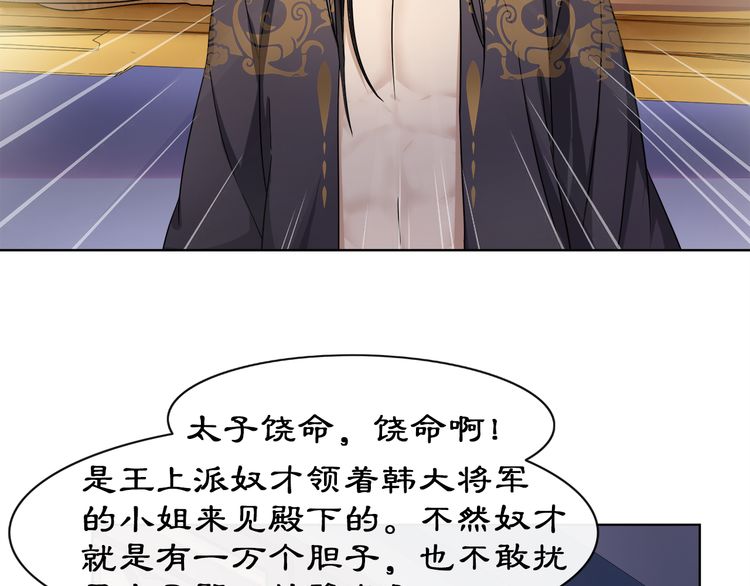 太子饶命，饶命啊！
是王上派奴才领着韩大将军
的小姐来见殿下的。不然奴才
就是有一万个胆子，也不敢扰